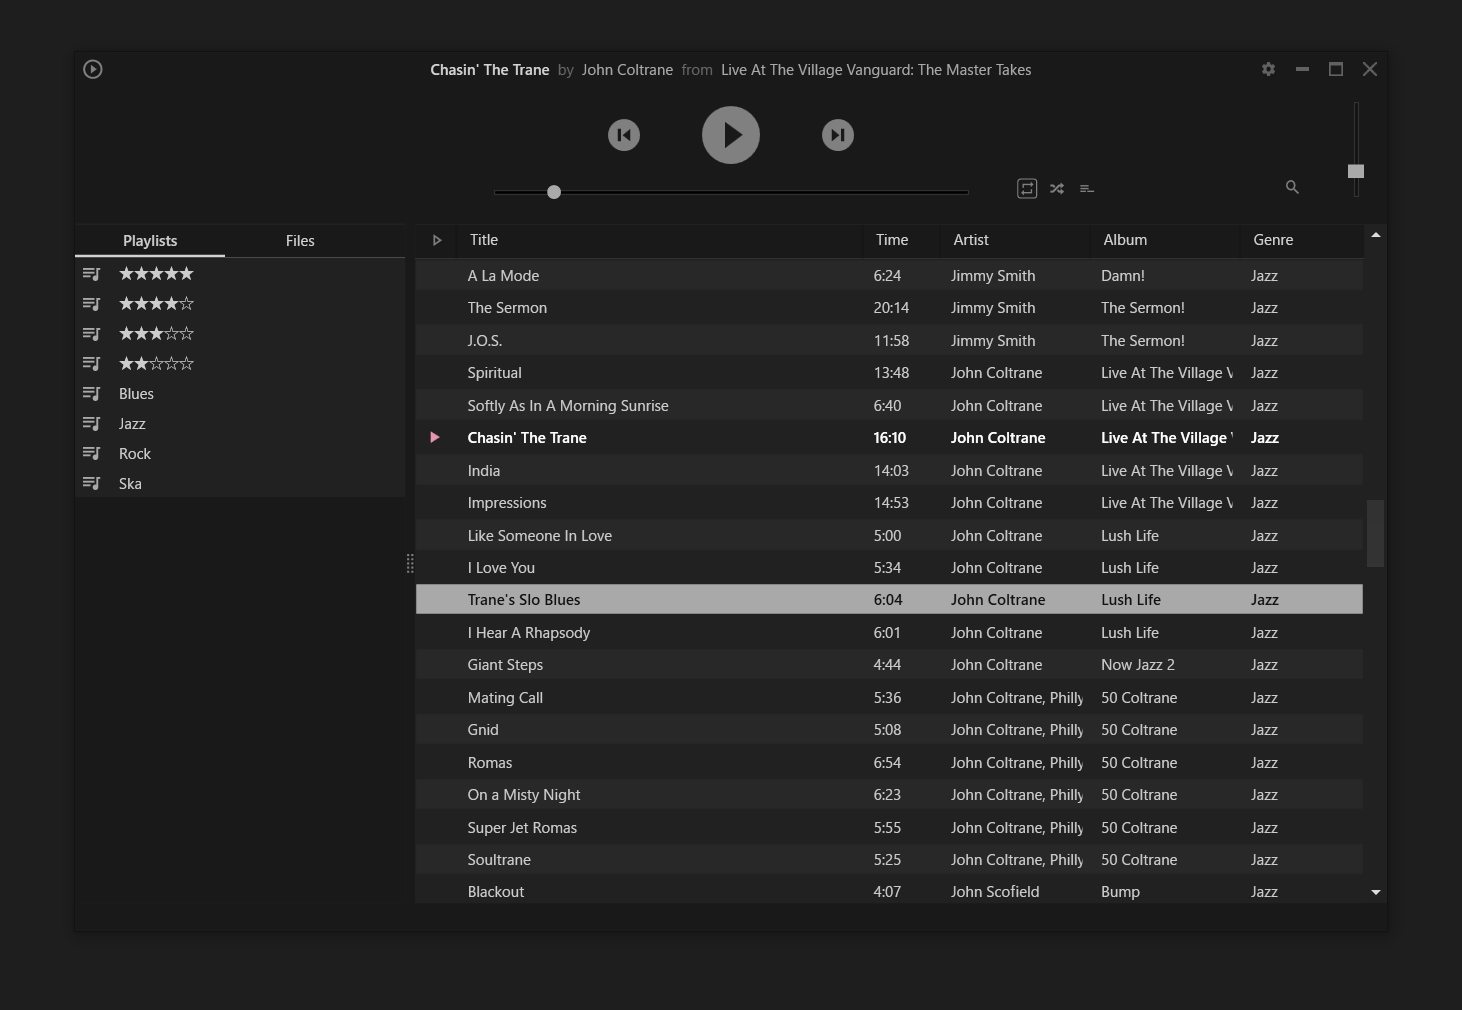 Chasin' The Trane by John Coltrane from Live At The Village Vanguard: The Master Takes
Playlists Files
★★★★★
★★★★☆
★★★☆☆
★★☆☆☆
Blues
Jazz
Rock
Ska
Title Time Artist Album Genre
A La Mode 6:24 Jimmy Smith Damn! Jazz
The Sermon 20:14 Jimmy Smith The Sermon! Jazz
J.O.S. 11:58 Jimmy Smith The Sermon! Jazz
Spiritual 13:48 John Coltrane Live At The Village V Jazz
Softly As In A Morning Sunrise 6:40 John Coltrane Live At The Village V Jazz
Chasin' The Trane 16:10 John Coltrane Live At The Village Jazz
India 14:03 John Coltrane Live At The Village V Jazz
Impressions 14:53 John Coltrane Live At The Village V Jazz
Like Someone In Love 5:00 John Coltrane Lush Life Jazz
I Love You 5:34 John Coltrane Lush Life Jazz
Trane's Slo Blues 6:04 John Coltrane Lush Life Jazz
I Hear A Rhapsody 6:01 John Coltrane Lush Life Jazz
Giant Steps 4:44 John Coltrane Now Jazz 2 Jazz
Mating Call 5:36 John Coltrane, Philly 50 Coltrane Jazz
Gnid 5:08 John Coltrane, Philly 50 Coltrane Jazz
Romas 6:54 John Coltrane, Philly 50 Coltrane Jazz
On a Misty Night 6:23 John Coltrane, Philly 50 Coltrane Jazz
Super Jet Romas 5:55 John Coltrane, Philly 50 Coltrane Jazz
Soultrane 5:25 John Coltrane, Philly 50 Coltrane Jazz
Blackout 4:07 John Scofield Bump Jazz